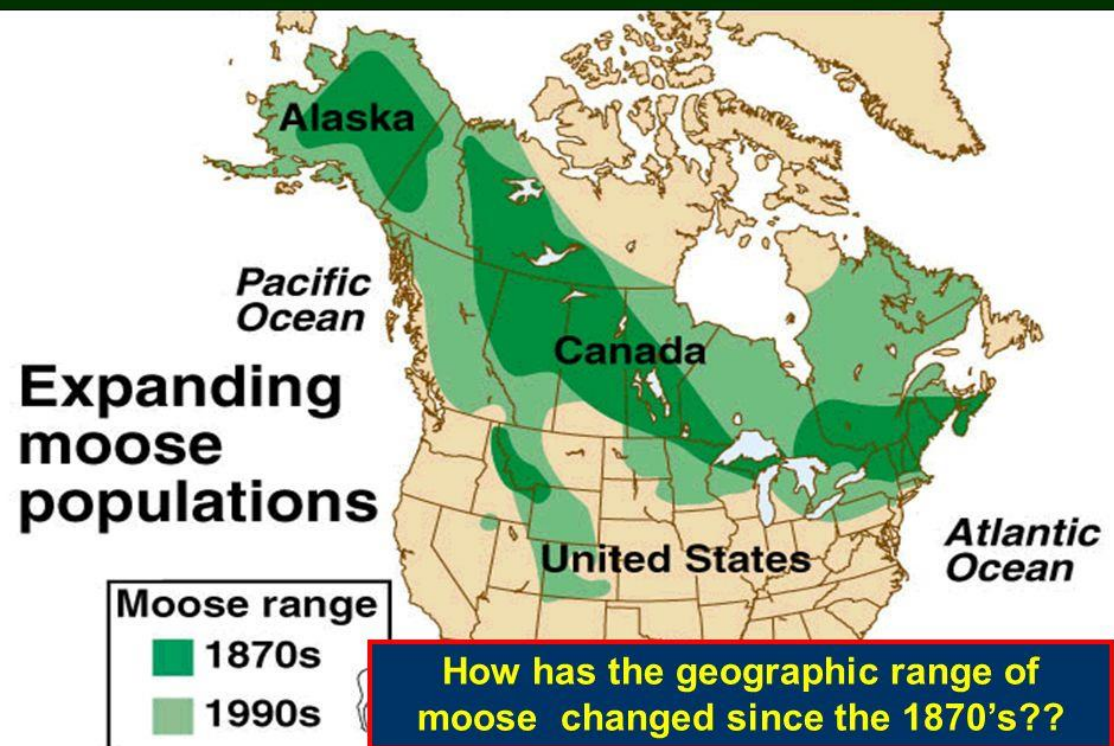 Alaska
Pacific
Ocean
Canada
Expanding
moose
populations
United States
Atlantic
Ocean
Moose range
1870s
1990s
How has the geographic range of
moose  changed since the 1870’s??